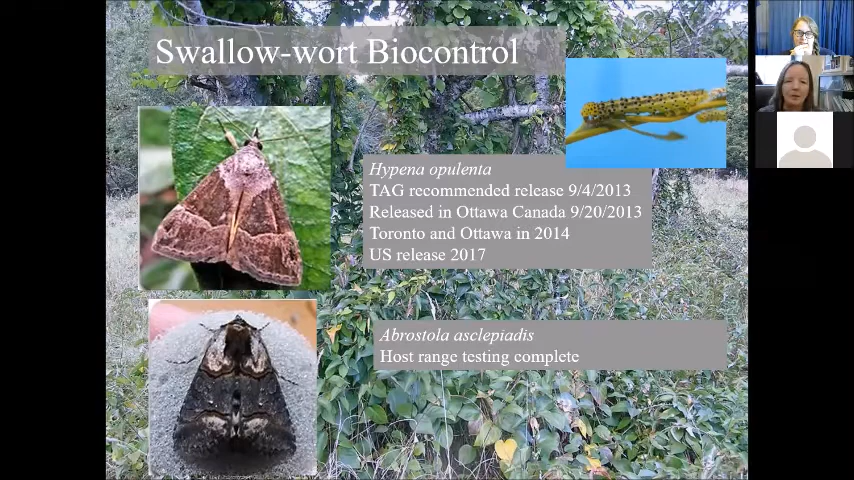 Swallow-wort Biocontrol
Hypena opulenta
TAG recommended release 9/4/2013
Released in Ottawa Canada 9/20/2013
Toronto and Ottawa in 2014
US release 2017
Abrostola asclepiadis
Host range testing complete